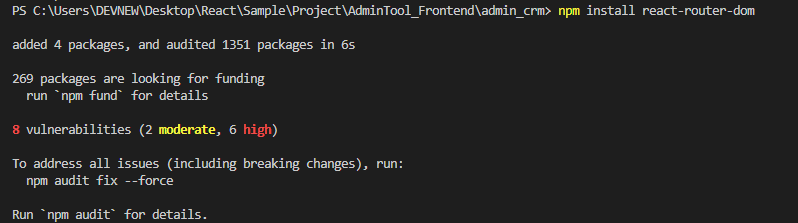 PS C:\Users\DEVNEW\Desktop\React\Sample\Project\AdminTool_Frontend\admin_crm> npm install react-router-dom
added 4 packages, and audited 1351 packages in 6s
269 packages are looking for funding
run `npm fund` for details
8 vulnerabilities (2 moderate, 6 high)
To address all issues (including breaking changes), run:
npm audit fix --force
Run `npm audit` for details.